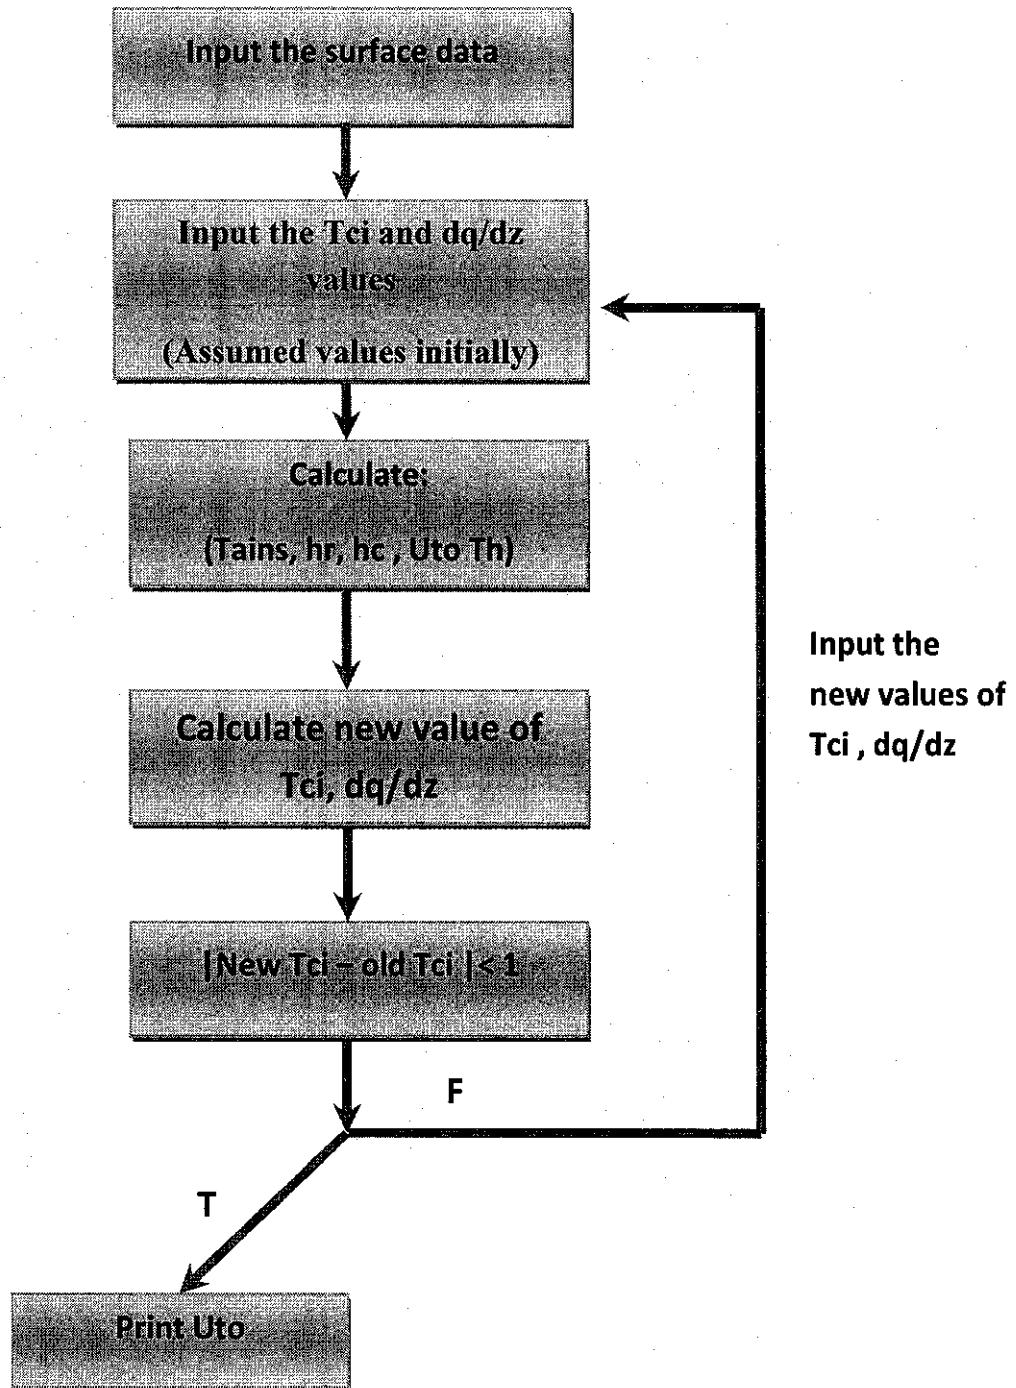 Input the surface data
Input the Tci and dq/dz
values
(Assumed values initially)
Calculate:
(Tains, hr, hc , Uto Th)
Calculate new value of
Tci, dq/dz
|New Tci – old Tci |< 1
F
T
Print Uto
Input the
new values of
Tci , dq/dz